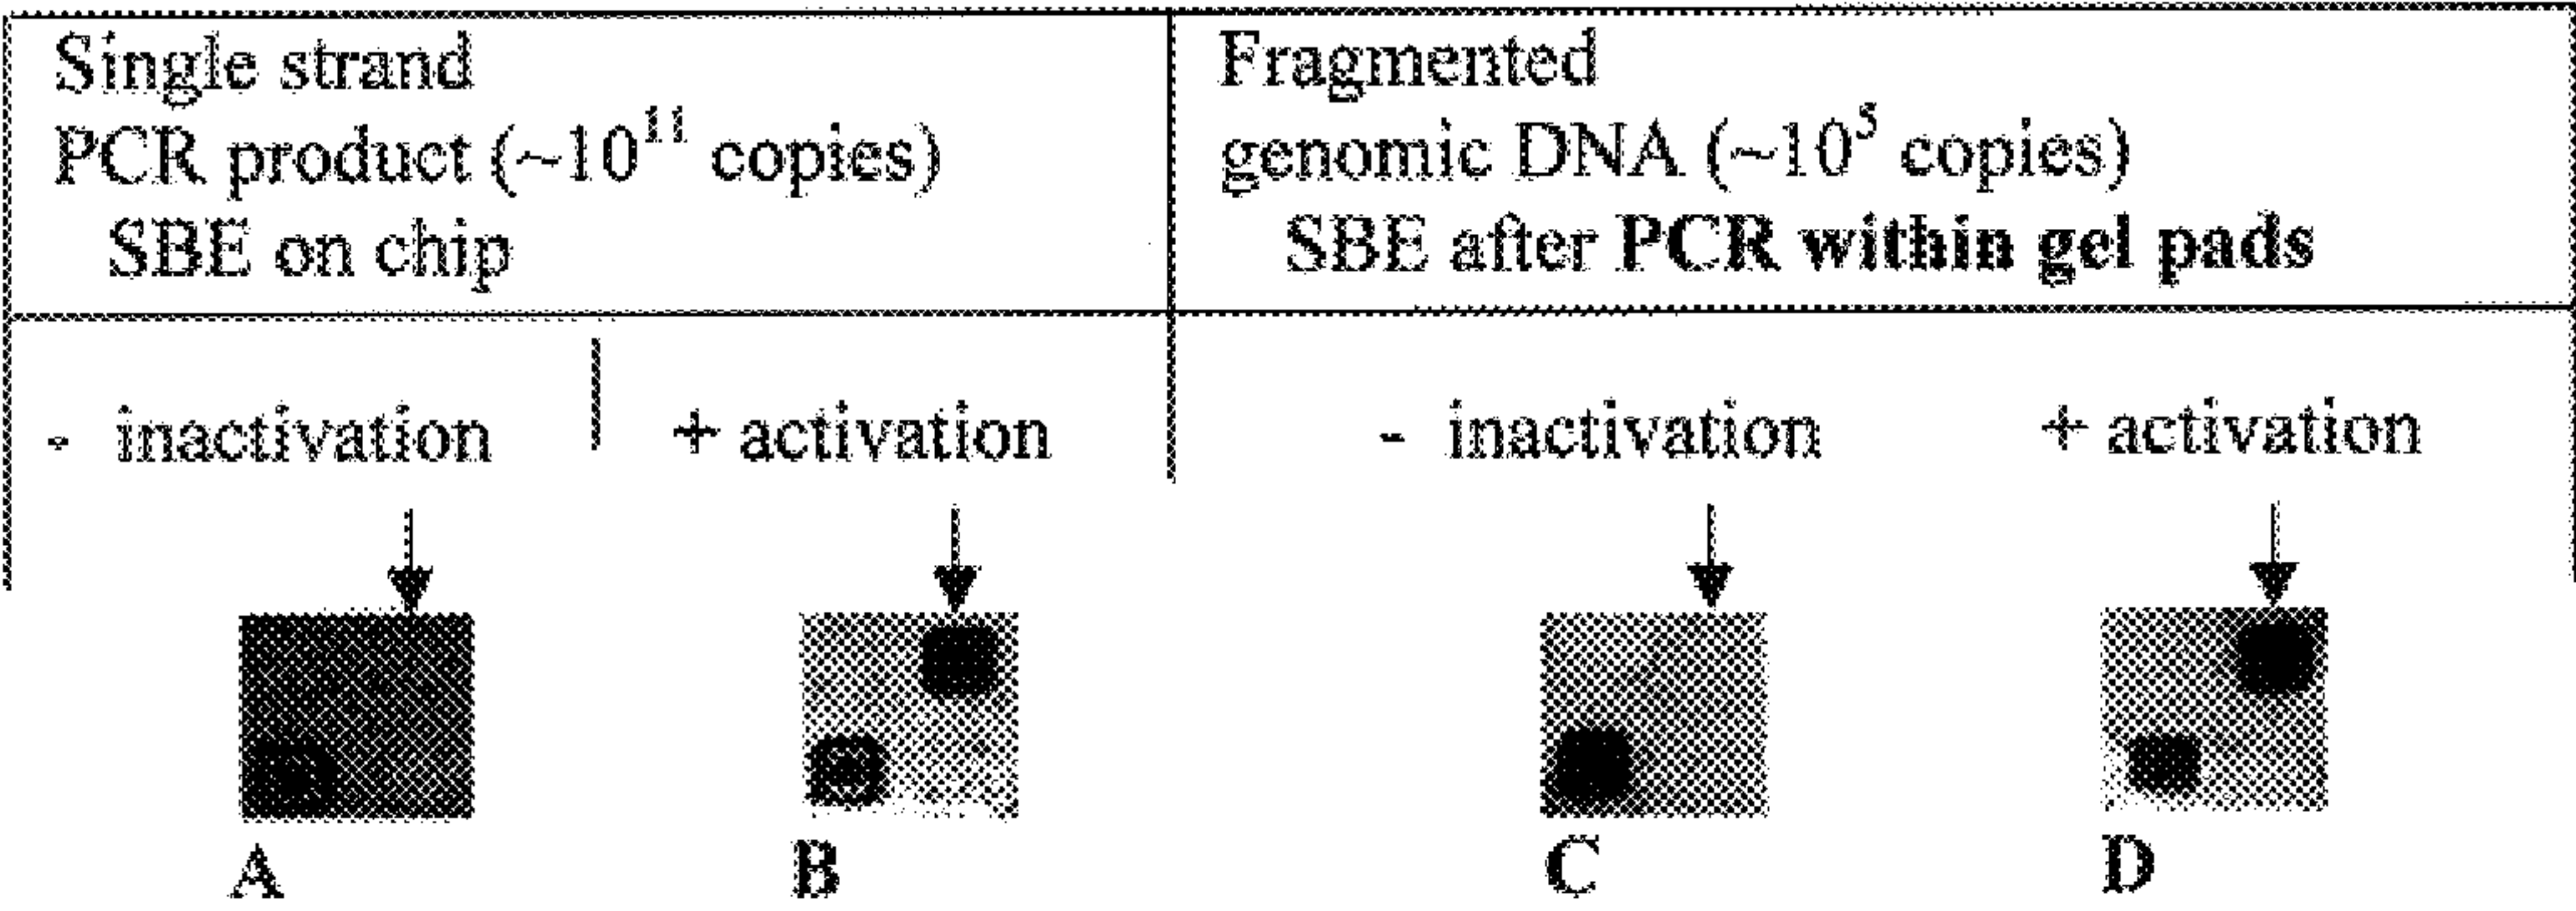 Single strand
PCR product (~10¹¹ copies)
SBE on chip
Fragmented
genomic DNA (~10⁵ copies)
SBE after PCR within gel pads
- inactivation
+ activation
- inactivation
+ activation
A
B
C
D